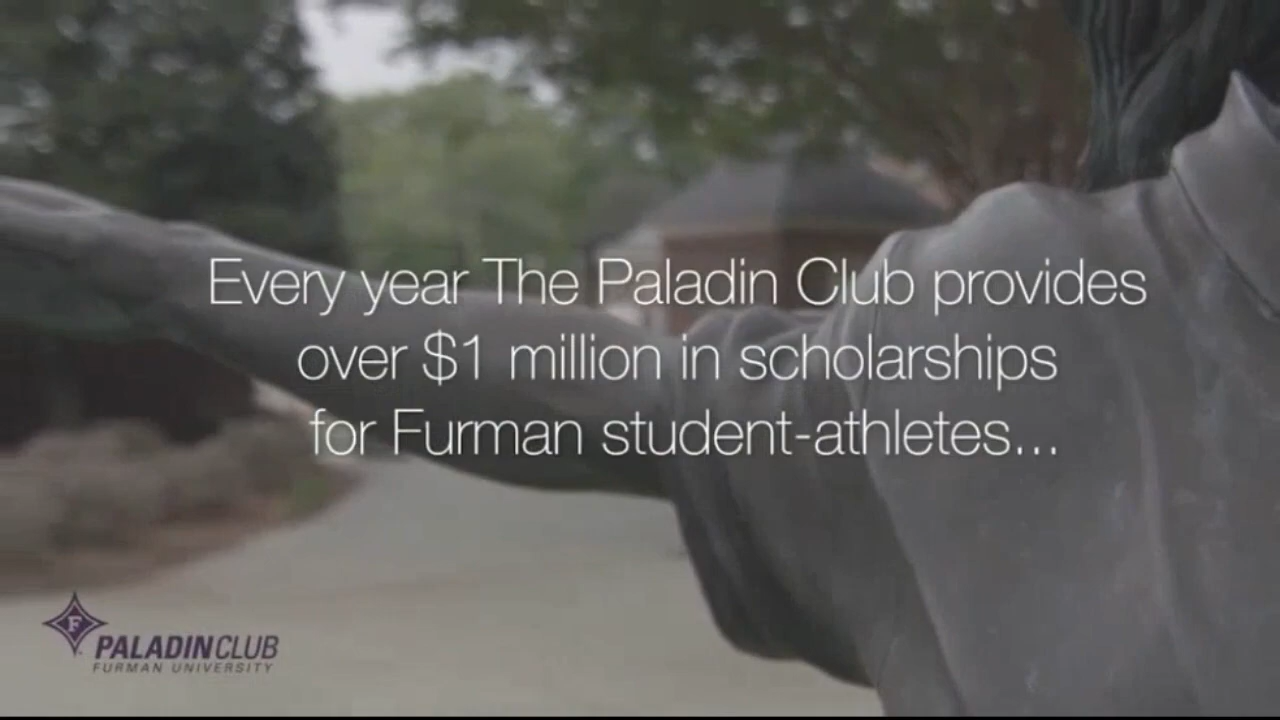 Every year The Paladin Club provides
over $1 million in scholarships
for Furman student-athletes...
F
PALADINCLUB
FURMAN UNIVERSITY